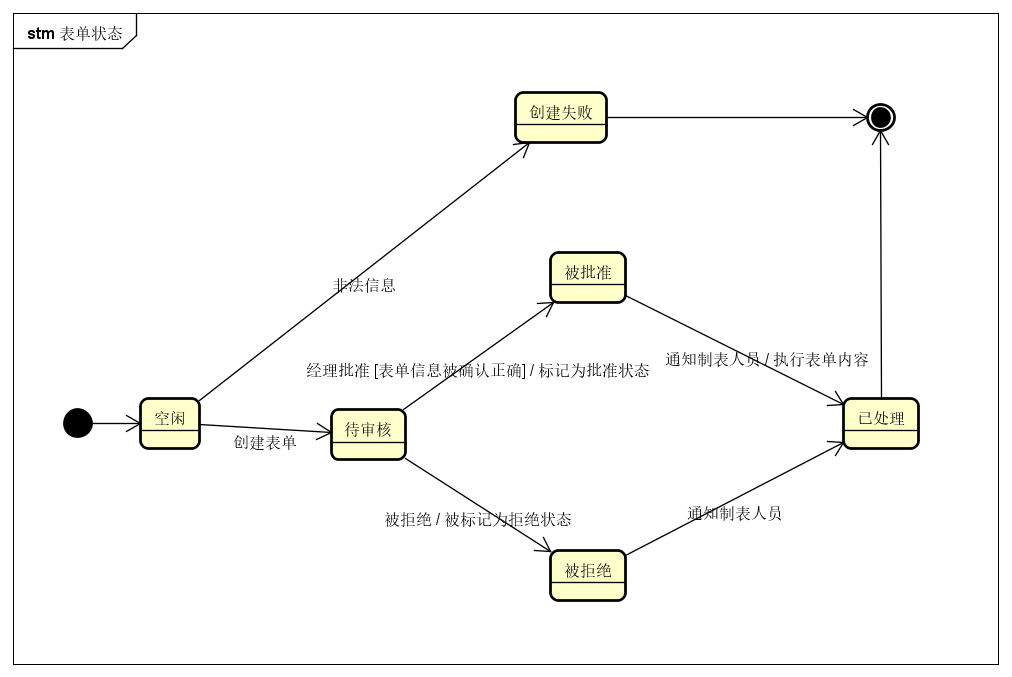 stm 表单状态
创建失败
被批准
非法信息
通知制表人员 / 执行表单内容
经理批准 [表单信息被确认正确] / 标记为批准状态
空闲
待审核
已处理
创建表单
被拒绝 / 被标记为拒绝状态
通知制表人员
被拒绝